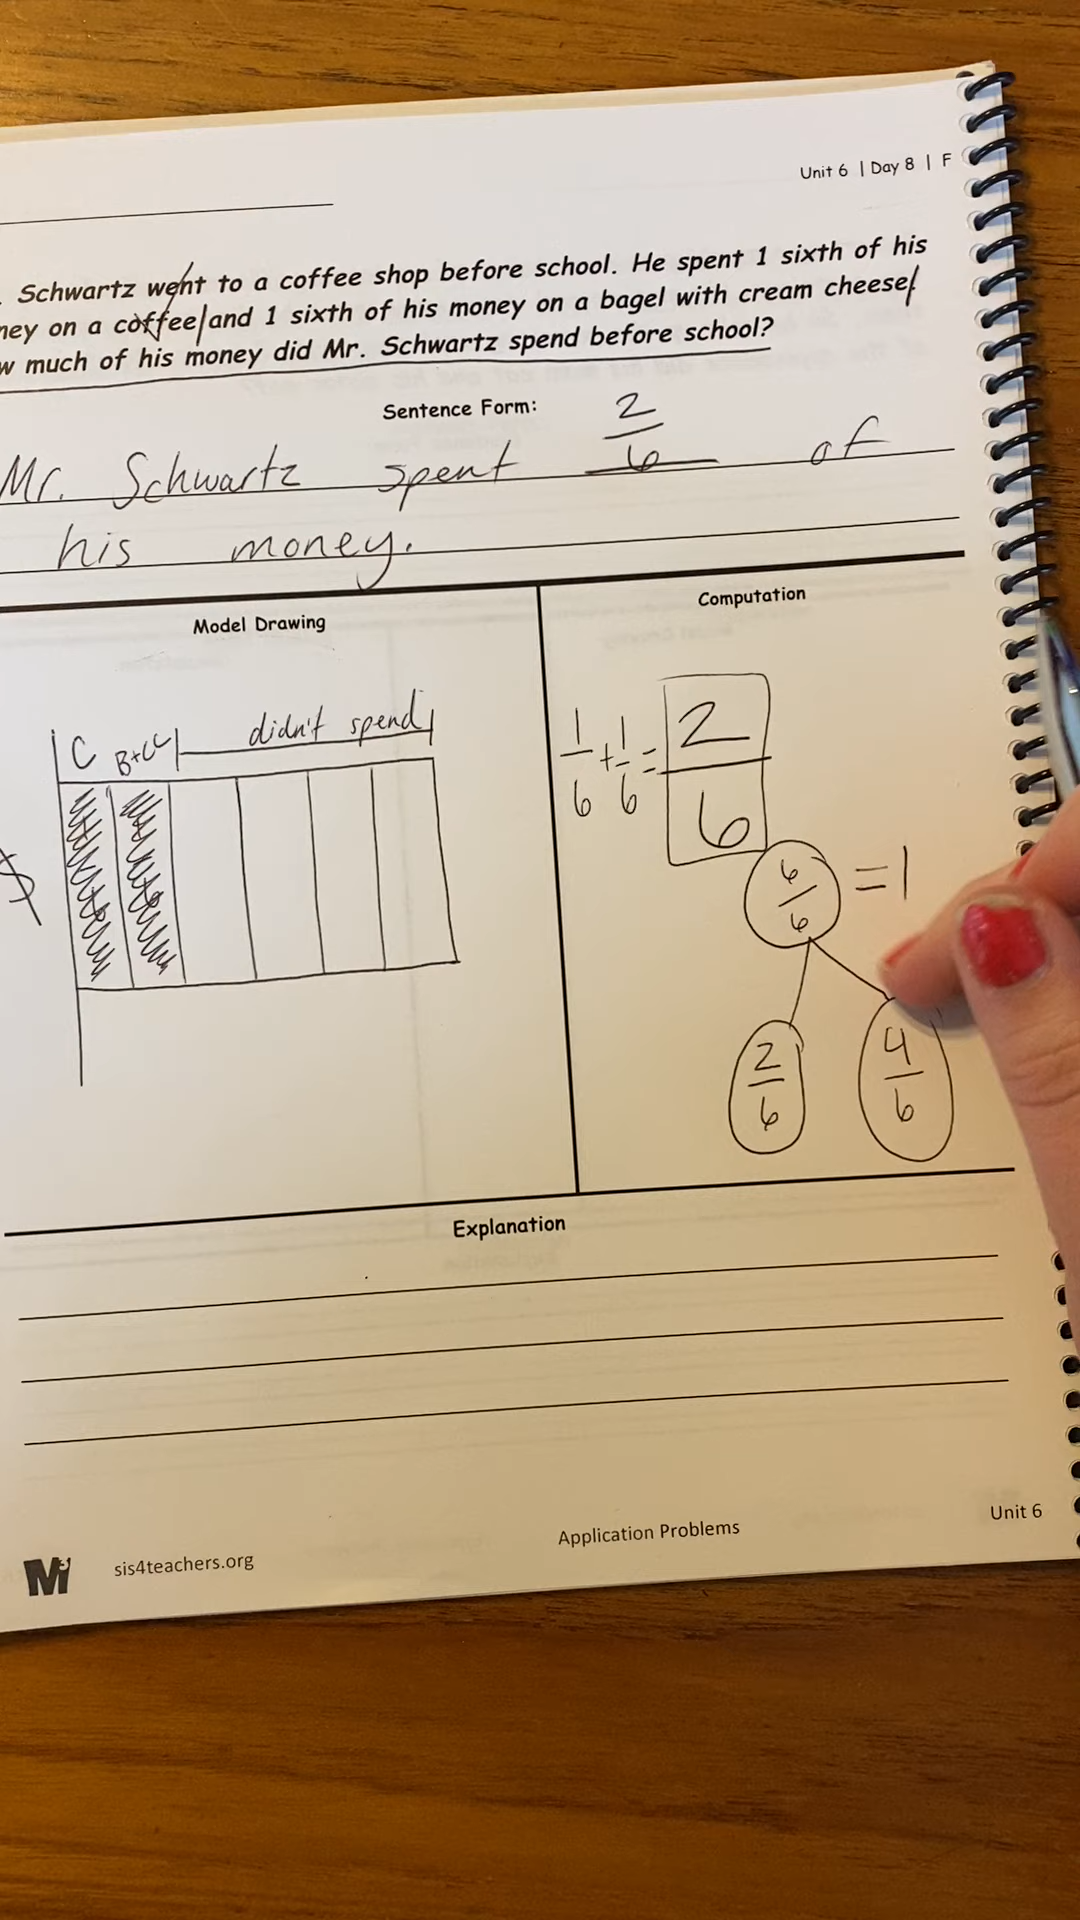 Unit 6 | Day 8 | F
. Schwartz went to a coffee shop before school. He spent 1 sixth of his
ney on a coffee and 1 sixth of his money on a bagel with cream cheese.
w much of his money did Mr. Schwartz spend before school?
Sentence Form:
Mr. Schwartz spent 2/6 of
his money.
Model Drawing
C B+CC didn't spend
$
Computation
1/6 + 1/6 = 2/6
6/6 = 1
2/6 4/6
Explanation
sis4teachers.org
Application Problems
Unit 6